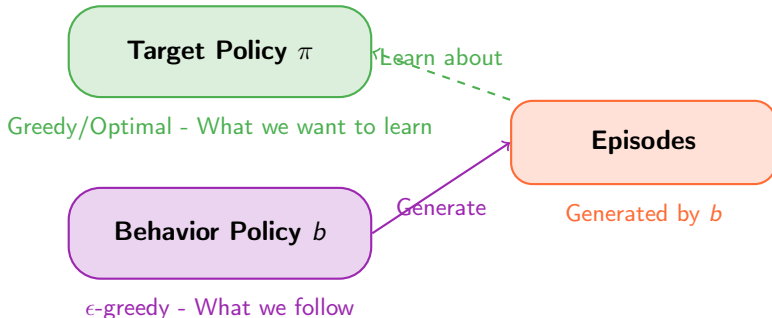 Target Policy π
Learn about
Greedy/Optimal - What we want to learn
Episodes
Generate
Generated by b
Behavior Policy b
ϵ-greedy - What we follow